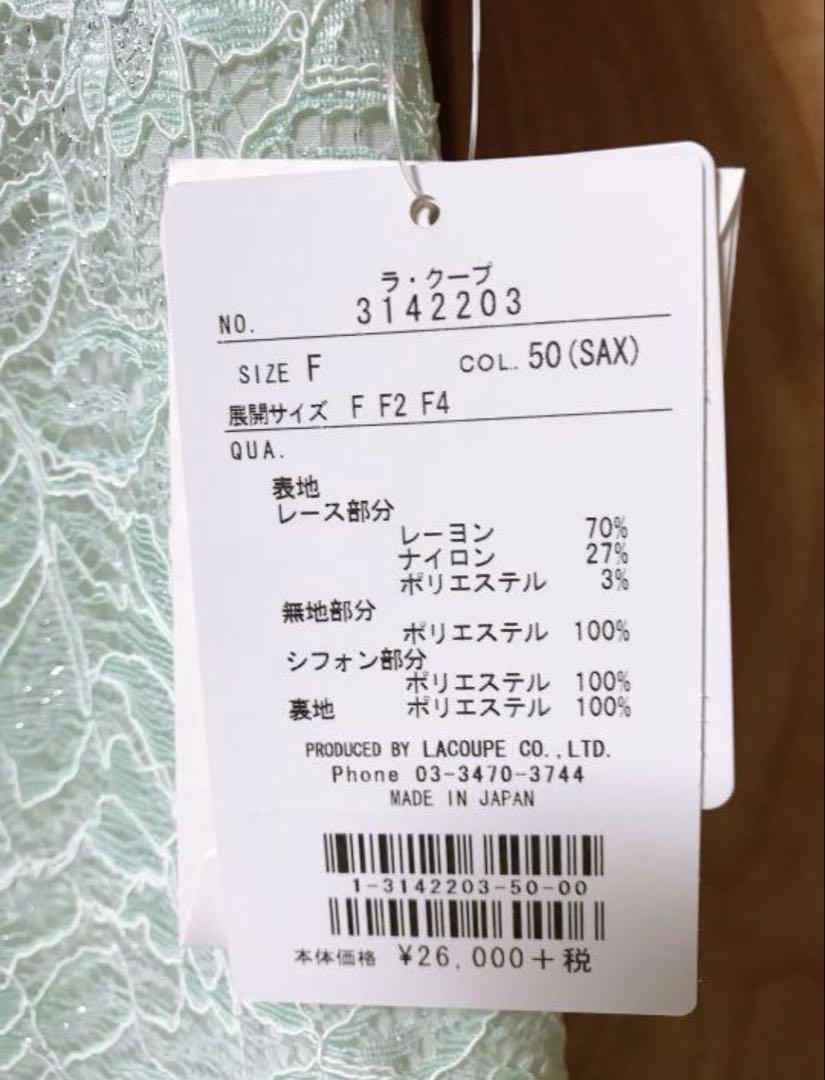 ラ・クープ
NO. 3142203
SIZE F COL. 50(SAX)
展開サイズ F F2 F4
QUA.
表地
レース部分
レーヨン 70%
ナイロン 27%
ポリエステル 3%
無地部分
ポリエステル 100%
シフォン部分
ポリエステル 100%
裏地 ポリエステル 100%
PRODUCED BY LACOUPE CO.,LTD.
Phone 03-3470-3744
MADE IN JAPAN
1-3142203-50-00
本体価格 ¥26,000+税